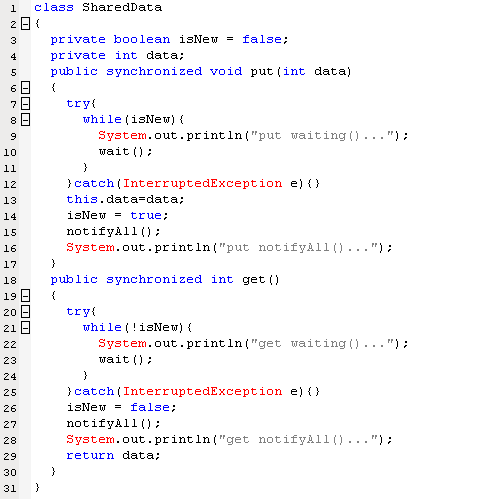 1 class SharedData
2 {
3 private boolean isNew = false;
4 private int data;
5 public synchronized void put(int data)
6 {
7 try{
8 while(isNew){
9 System.out.println("put waiting()...");
10 wait();
11 }
12 }catch(InterruptedException e){}
13 this.data=data;
14 isNew = true;
15 notifyAll();
16 System.out.println("put notifyAll()...");
17 }
18 public synchronized int get()
19 {
20 try{
21 while(!isNew){
22 System.out.println("get waiting()...");
23 wait();
24 }
25 }catch(InterruptedException e){}
26 isNew = false;
27 notifyAll();
28 System.out.println("get notifyAll()...");
29 return data;
30 }
31 }